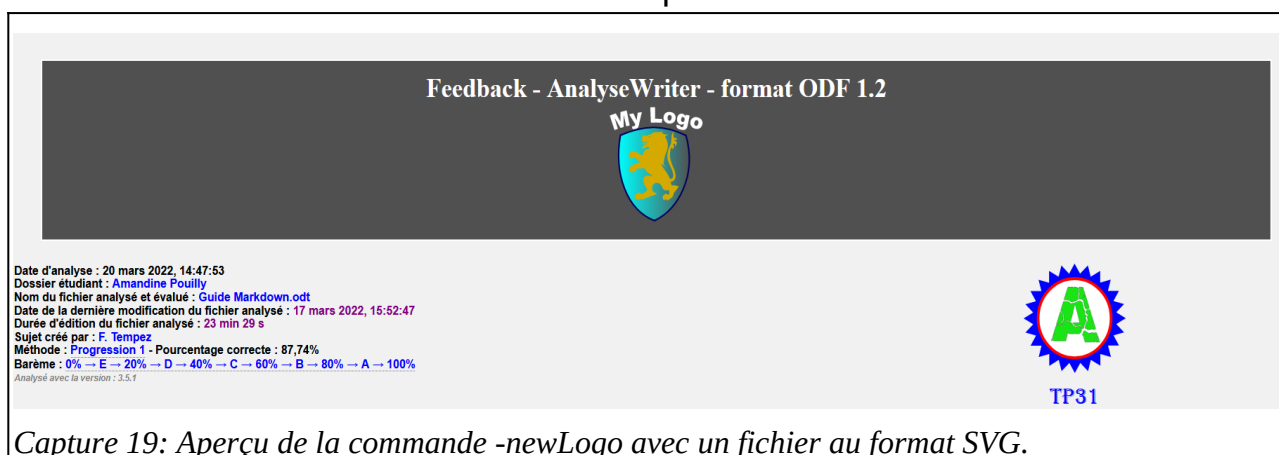 Feedback - AnalyseWriter - format ODF 1.2
My Logo
Date d'analyse : 20 mars 2022, 14:47:53
Dossier étudiant : Amandine Pouilly
Nom du fichier analysé et évalué : Guide Markdown.odt
Date de la dernière modification du fichier analysé : 17 mars 2022, 15:52:47
Durée d'édition du fichier analysé : 23 min 29 s
Sujet créé par : F. Tempez
Méthode : Progression 1 - Pourcentage correcte : 87,74%
Barème : 0% → E → 20% → D → 40% → C → 60% → B → 80% → A → 100%
Analysé avec la version : 3.5.1
A
TP31
Capture 19: Aperçu de la commande -newLogo avec un fichier au format SVG.